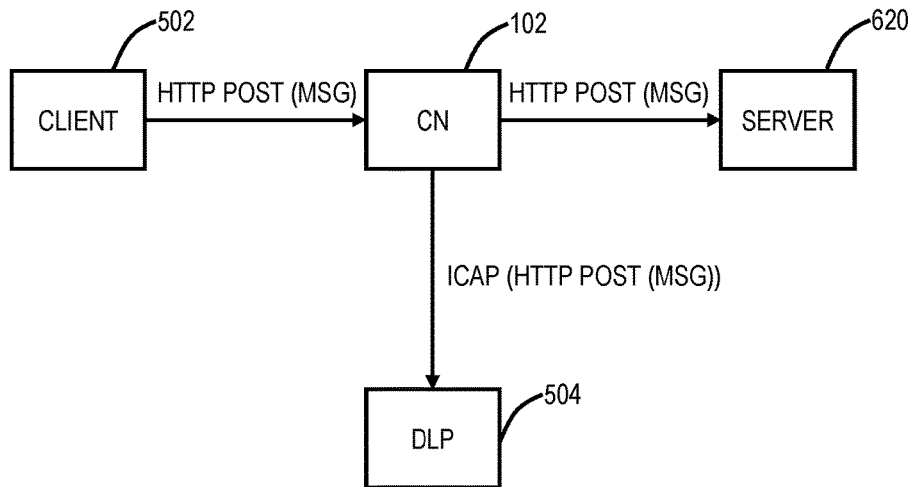 502
102
620
HTTP POST (MSG)
HTTP POST (MSG)
CLIENT
CN
SERVER
ICAP (HTTP POST (MSG))
504
DLP